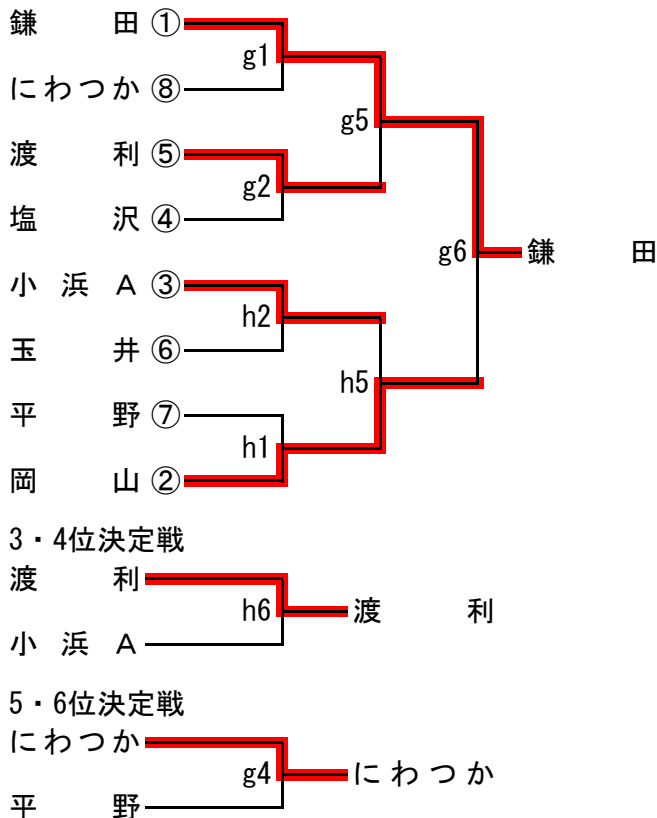 鎌田 ①
g1
にわつか ⑧
g5
渡利 ⑤
g2
塩沢 ④
g6 鎌田
小浜A ③
h2
玉井 ⑥
h5
平野 ⑦
h1
岡山 ②
3・4位決定戦
渡利
h6 渡利
小浜A
5・6位決定戦
にわつか
g4 にわつか
平野